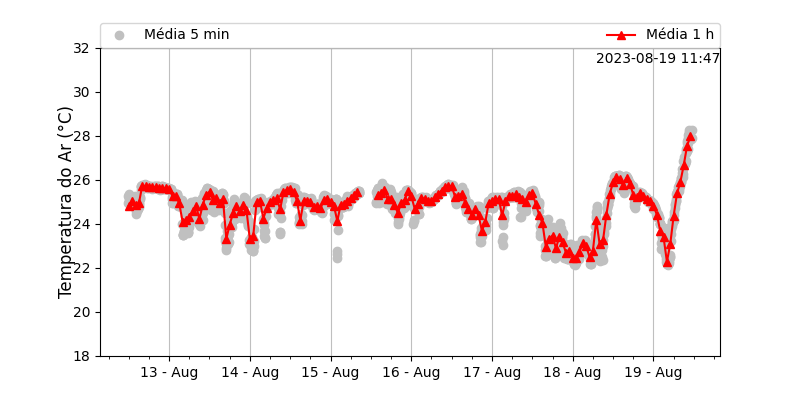 Média 5 min
Média 1 h
2023-08-19 11:47
Temperatura do Ar (°C)
32
30
28
26
24
22
20
18
13 - Aug
14 - Aug
15 - Aug
16 - Aug
17 - Aug
18 - Aug
19 - Aug